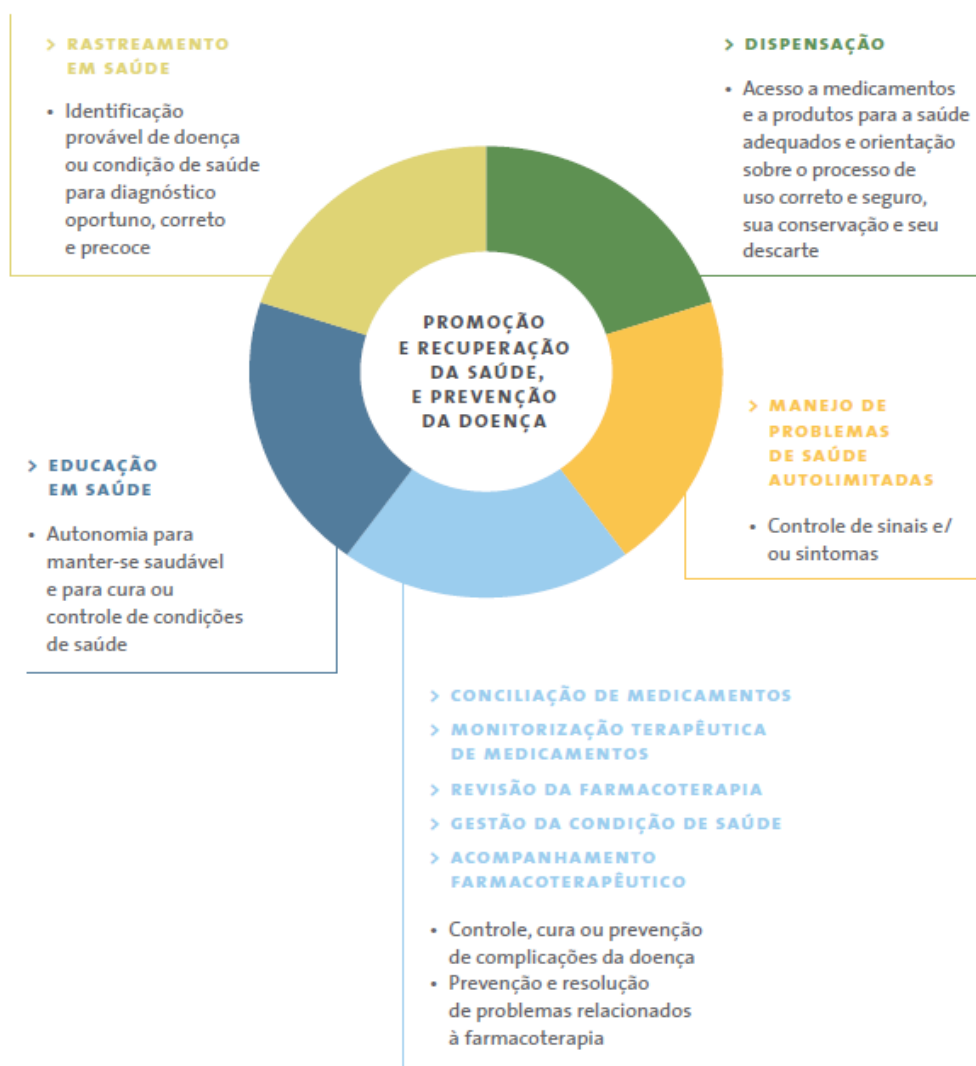 > RASTREAMENTO
EM SAÚDE
• Identificação
provável de doença
ou condição de saúde
para diagnóstico
oportuno, correto
e precoce
> DISPENSAÇÃO
• Acesso a medicamentos
e a produtos para a saúde
adequados e orientação
sobre o processo de
uso correto e seguro,
sua conservação e seu
descarte
PROMOÇÃO
E RECUPERAÇÃO
DA SAÚDE,
E PREVENÇÃO
DA DOENÇA
> MANEJO DE
PROBLEMAS
DE SAÚDE
AUTOLIMITADAS
• Controle de sinais e/
ou sintomas
> EDUCAÇÃO
EM SAÚDE
• Autonomia para
manter-se saudável
e para cura ou
controle de condições
de saúde
> CONCILIAÇÃO DE MEDICAMENTOS
> MONITORIZAÇÃO TERAPÊUTICA
DE MEDICAMENTOS
> REVISÃO DA FARMACOTERAPIA
> GESTÃO DA CONDIÇÃO DE SAÚDE
> ACOMPANHAMENTO
FARMACOTERAPÊUTICO
• Controle, cura ou prevenção
de complicações da doença
• Prevenção e resolução
de problemas relacionados
à farmacoterapia